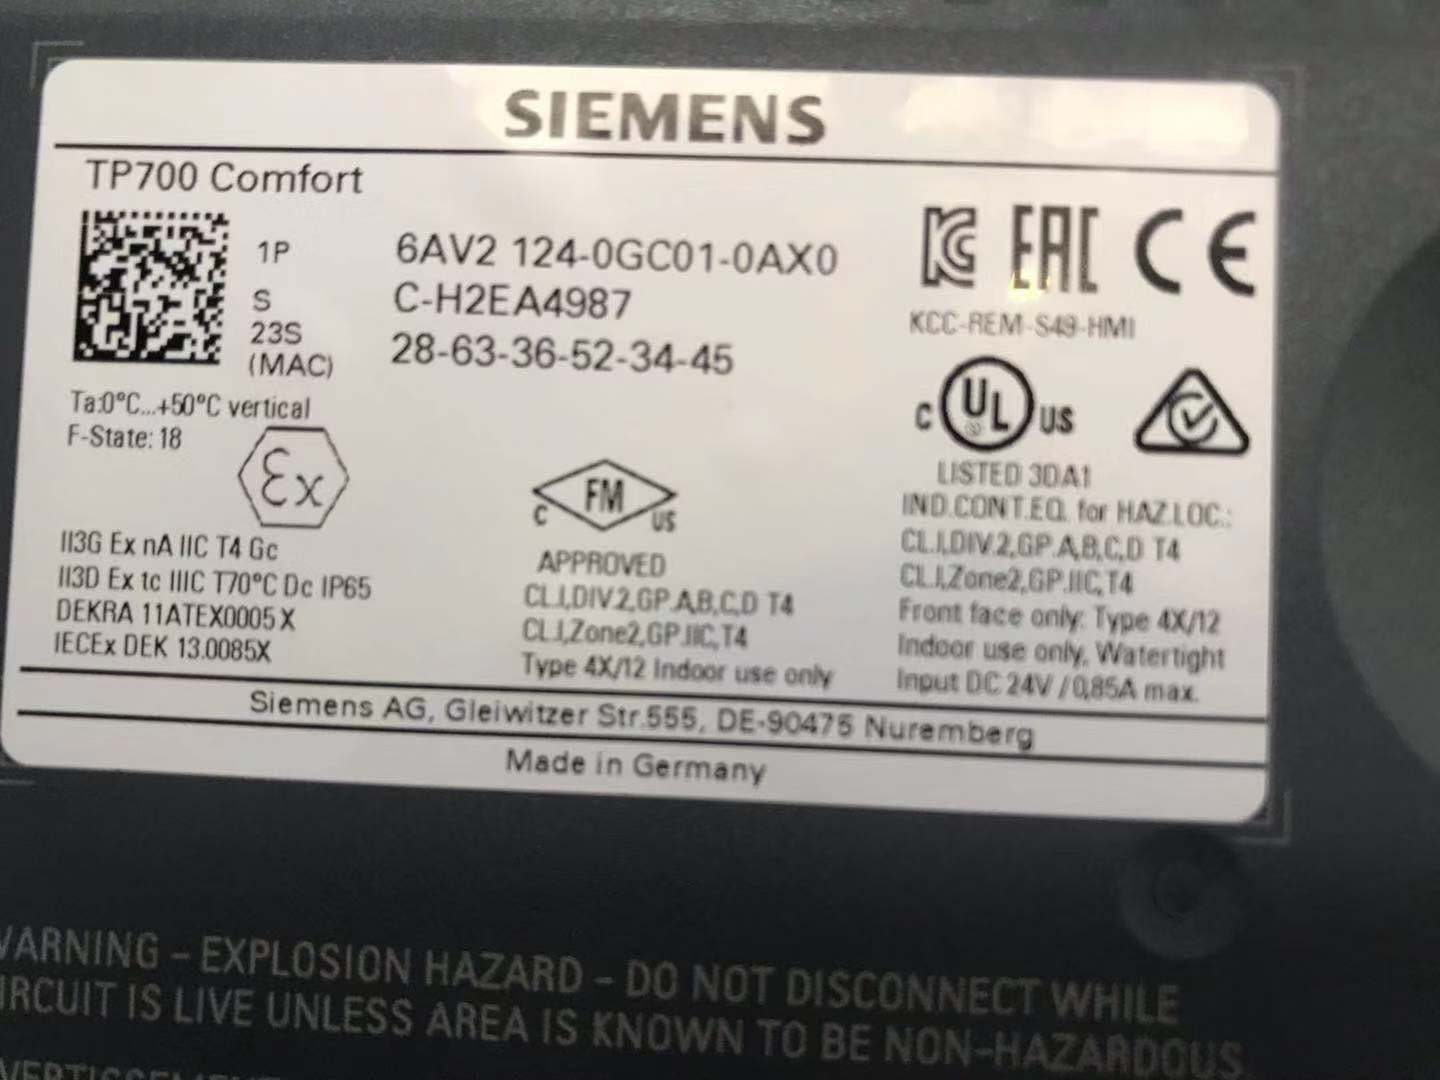 SIEMENS
TP700 Comfort
1P 6AV2 124-0GC01-0AX0
S C-H2EA4987
23S
(MAC) 28-63-36-52-34-45
Ta:0°C...+50°C vertical
F-State: 18
Ex
II3G Ex nA IIC T4 Gc
II3D Ex tc IIIC T70°C Dc IP65
DEKRA 11ATEX0005 X
IECEx DEK 13.0085X
C FM US
APPROVED
CL.I,DIV.2,GP.A,B,C,D T4
CL.I,Zone2,GP.IIC,T4
Type 4X/12 Indoor use only
EAC CE
KCC-REM-S49-HMI
C UL US
LISTED 3DA1
IND.CONT.EQ. for HAZ.LOC.:
CL.I,DIV.2,GP.A,B,C,D T4
CL.I,Zone2,GP.IIC,T4
Front face only: Type 4X/12
Indoor use only, Watertight
Input DC 24V / 0,85A max.
Siemens AG, Gleiwitzer Str.555, DE-90475 Nuremberg
Made in Germany
WARNING – EXPLOSION HAZARD – DO NOT DISCONNECT WHILE
CIRCUIT IS LIVE UNLESS AREA IS KNOWN TO BE NON-HAZARDOUS.